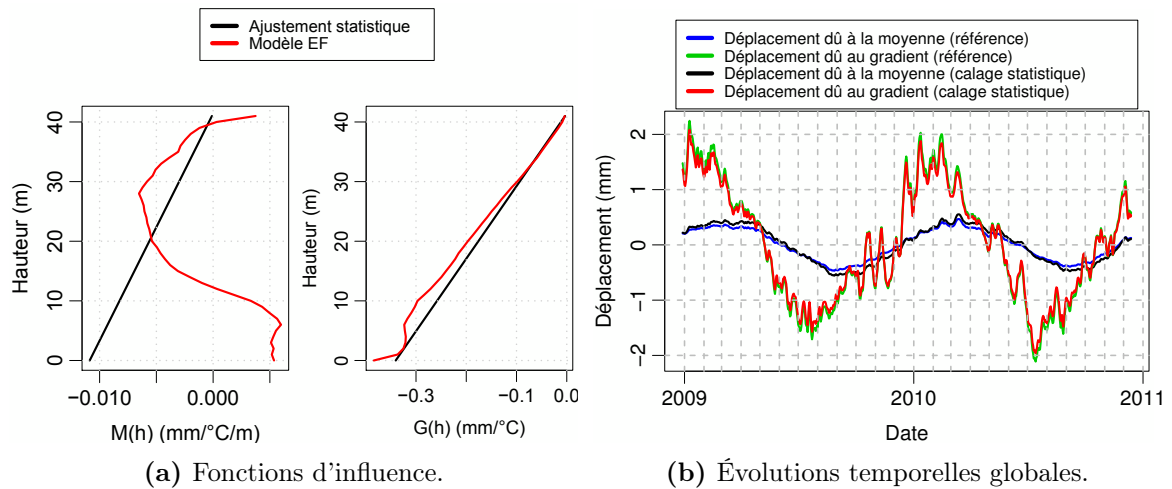 Ajustement statistique
Modèle EF
Hauteur (m)
0
10
20
30
40
−0.010
0.000
M(h) (mm/°C/m)
Hauteur (m)
0
10
20
30
40
−0.3
−0.1
0.0
G(h) (mm/°C)
(a) Fonctions d'influence.
Déplacement dû à la moyenne (référence)
Déplacement dû au gradient (référence)
Déplacement dû à la moyenne (calage statistique)
Déplacement dû au gradient (calage statistique)
Déplacement (mm)
2
1
0
−1
−2
2009
2010
2011
Date
(b) Évolutions temporelles globales.